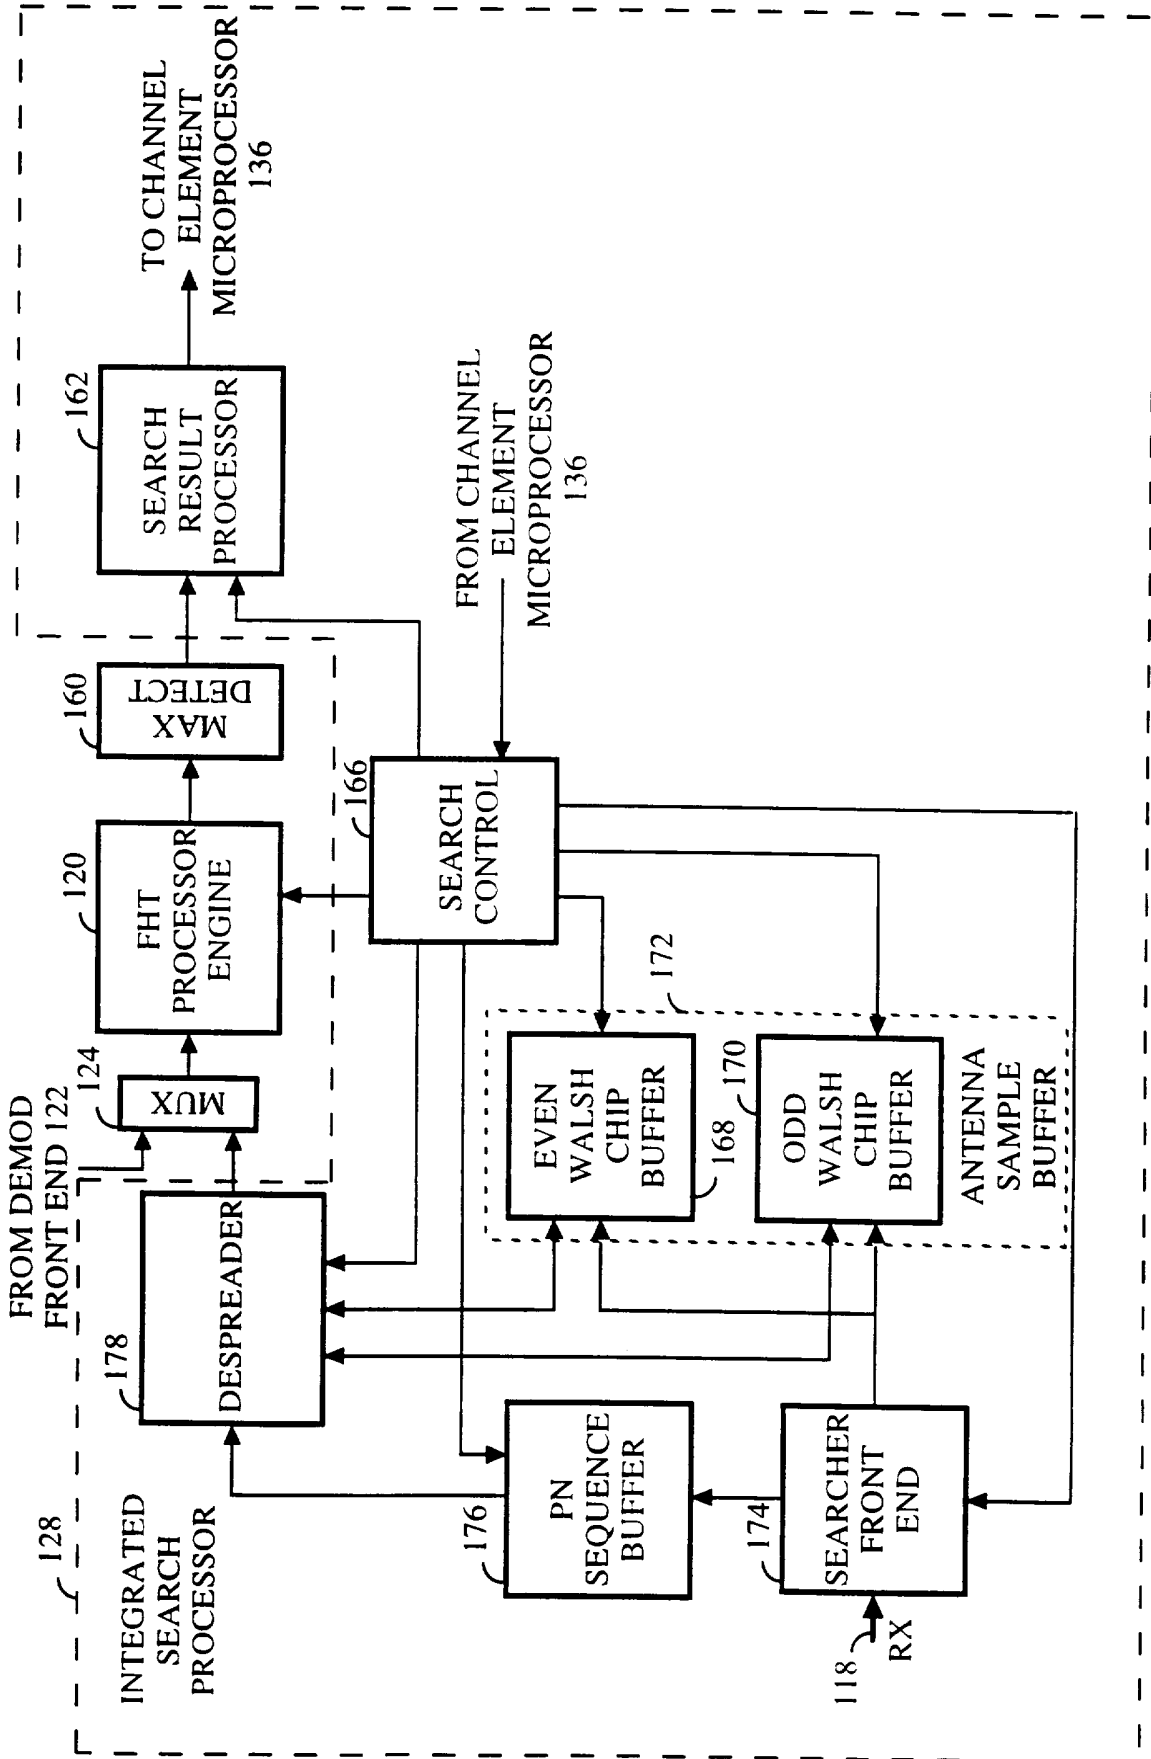 128
INTEGRATED
SEARCH
PROCESSOR
FROM DEMOD
FRONT END 122
178
DESPREADER
124
MUX
120
FHT
PROCESSOR
ENGINE
160
MAX
DETECT
162
SEARCH
RESULT
PROCESSOR
TO CHANNEL
ELEMENT
MICROPROCESSOR
136
166
SEARCH
CONTROL
FROM CHANNEL
ELEMENT
MICROPROCESSOR
136
176
PN
SEQUENCE
BUFFER
172
EVEN
WALSH
CHIP
BUFFER
168
170
ODD
WALSH
CHIP
BUFFER
ANTENNA
SAMPLE
BUFFER
174
SEARCHER
FRONT
END
118
RX